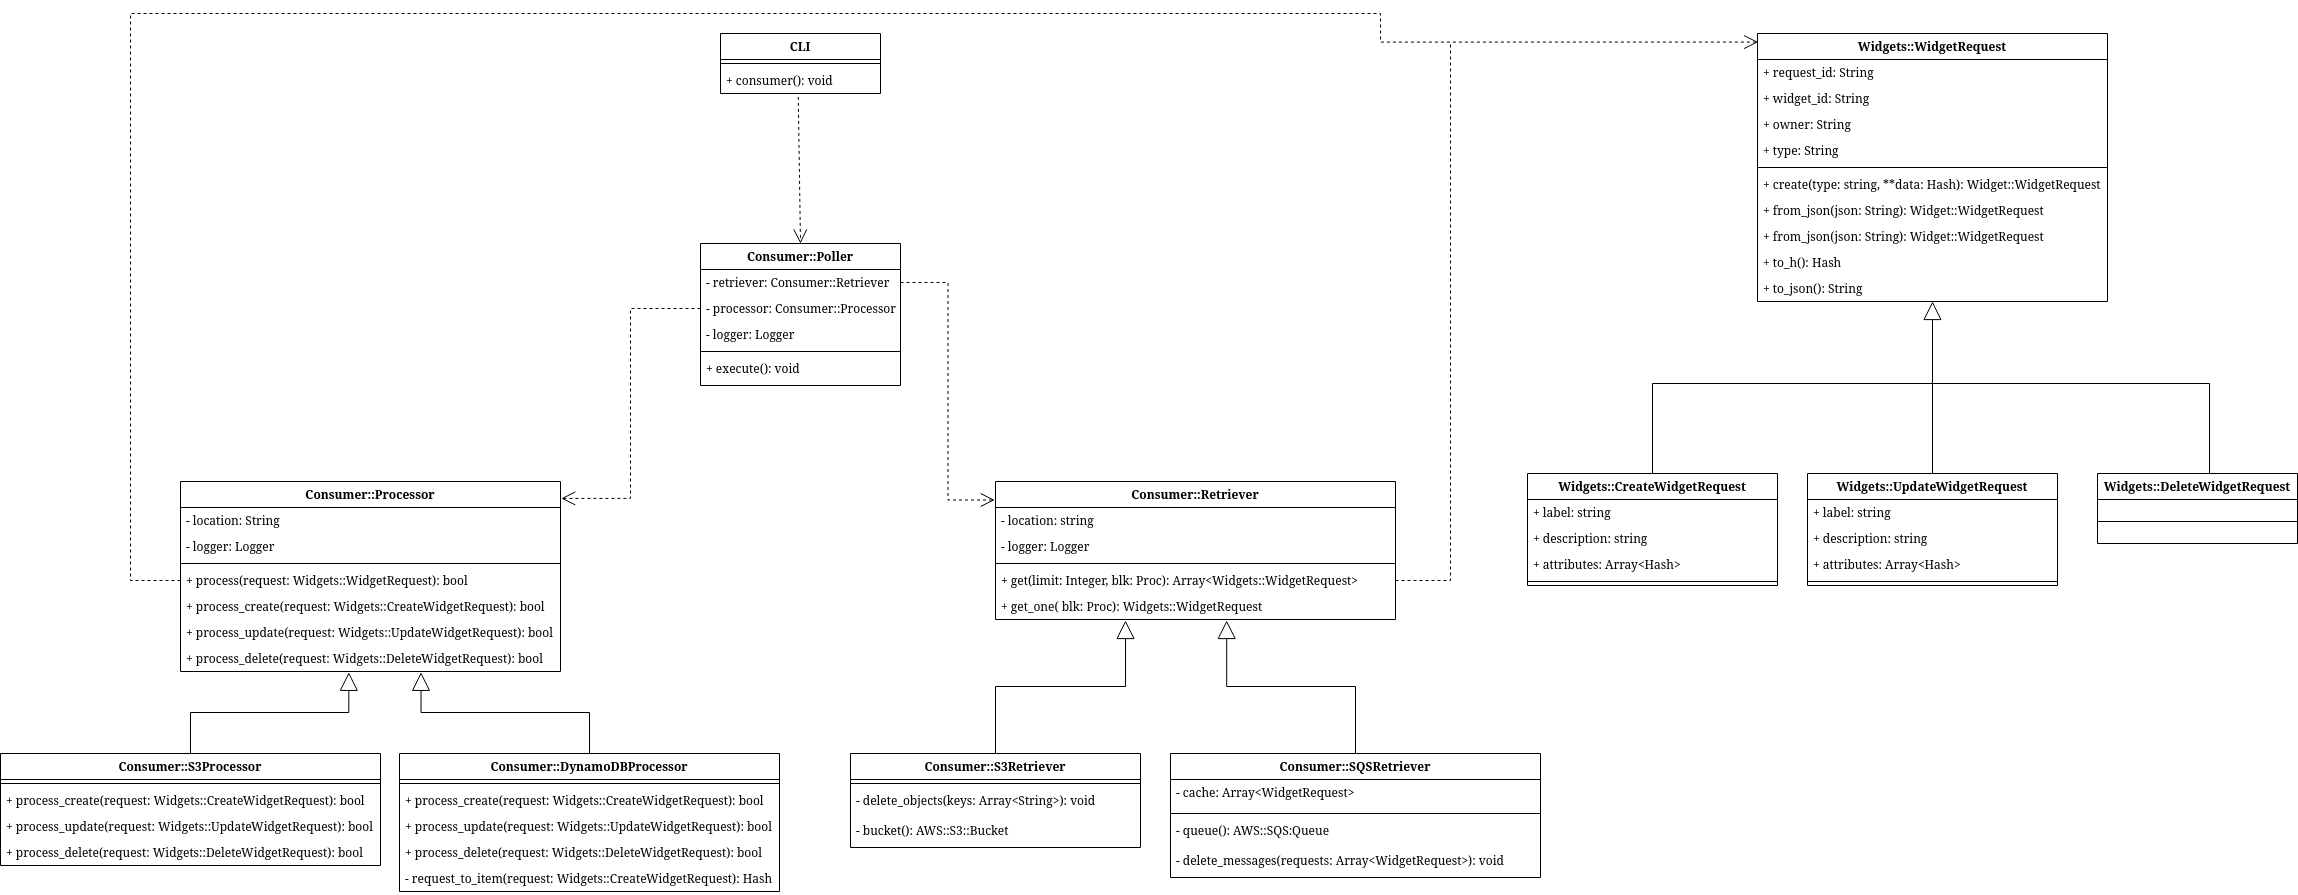 CLI
+ consumer(): void
Widgets::WidgetRequest
+ request_id: String
+ widget_id: String
+ owner: String
+ type: String
+ create(type: string, **data: Hash): Widget::WidgetRequest
+ from_json(json: String): Widget::WidgetRequest
+ from_json(json: String): Widget::WidgetRequest
+ to_h(): Hash
+ to_json(): String
Consumer::Poller
- retriever: Consumer::Retriever
- processor: Consumer::Processor
- logger: Logger
+ execute(): void
Consumer::Processor
- location: String
- logger: Logger
+ process(request: Widgets::WidgetRequest): bool
+ process_create(request: Widgets::CreateWidgetRequest): bool
+ process_update(request: Widgets::UpdateWidgetRequest): bool
+ process_delete(request: Widgets::DeleteWidgetRequest): bool
Consumer::Retriever
- location: string
- logger: Logger
+ get(limit: Integer, blk: Proc): Array<Widgets::WidgetRequest>
+ get_one( blk: Proc): Widgets::WidgetRequest
Widgets::CreateWidgetRequest
+ label: string
+ description: string
+ attributes: Array<Hash>
Widgets::UpdateWidgetRequest
+ label: string
+ description: string
+ attributes: Array<Hash>
Widgets::DeleteWidgetRequest
Consumer::S3Processor
+ process_create(request: Widgets::CreateWidgetRequest): bool
+ process_update(request: Widgets::UpdateWidgetRequest): bool
+ process_delete(request: Widgets::DeleteWidgetRequest): bool
Consumer::DynamoDBProcessor
+ process_create(request: Widgets::CreateWidgetRequest): bool
+ process_update(request: Widgets::UpdateWidgetRequest): bool
+ process_delete(request: Widgets::DeleteWidgetRequest): bool
- request_to_item(request: Widgets::CreateWidgetRequest): Hash
Consumer::S3Retriever
- delete_objects(keys: Array<String>): void
- bucket(): AWS::S3::Bucket
Consumer::SQSRetriever
- cache: Array<WidgetRequest>
- queue(): AWS::SQS:Queue
- delete_messages(requests: Array<WidgetRequest>): void